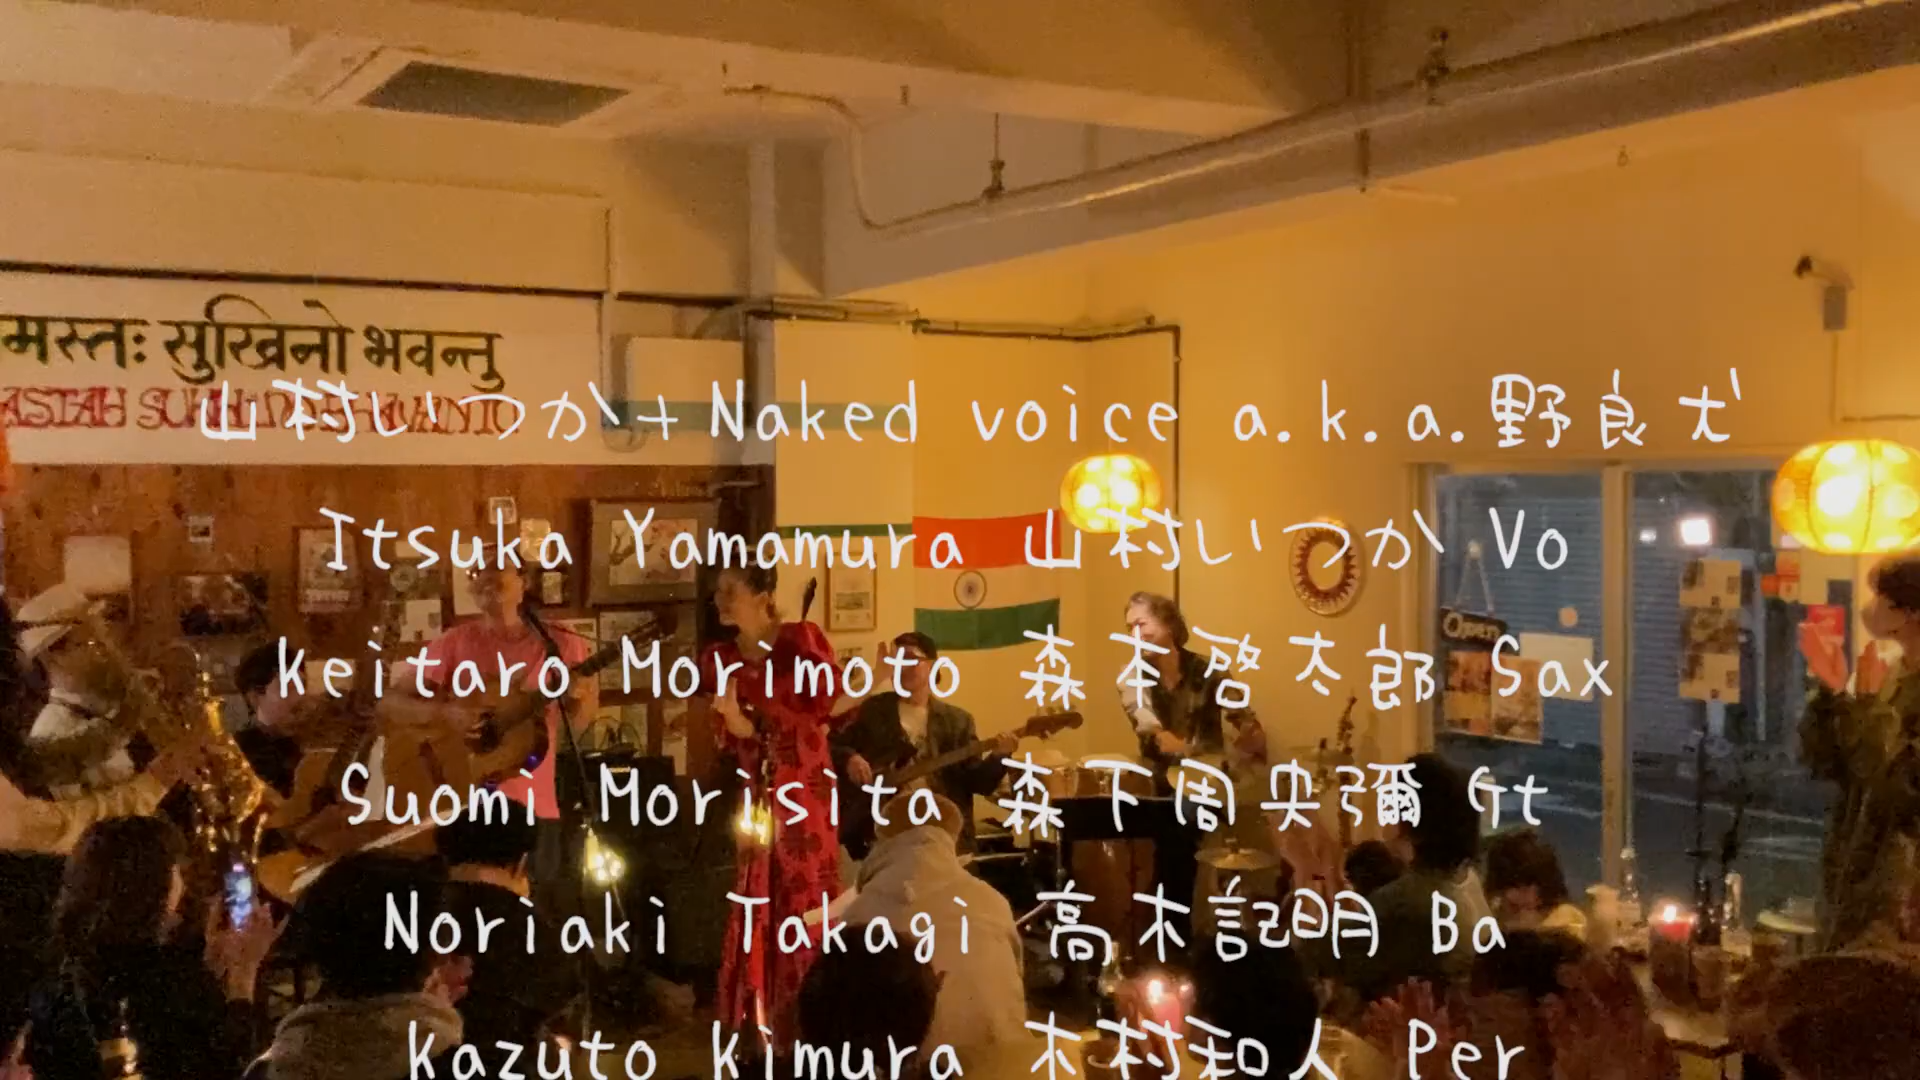 मस्तः सुखिनो भवन्तु
山村いつか+Naked voice a.k.a.野良犬
Itsuka Yamamura 山村いつか Vo
keitaro Morimoto 森本啓太郎 Sax
Open
Suomi Morisita 森下周央彌 Gt
Noriaki Takagi 高木記明 Ba
kazuto kimura 木村和人 Per